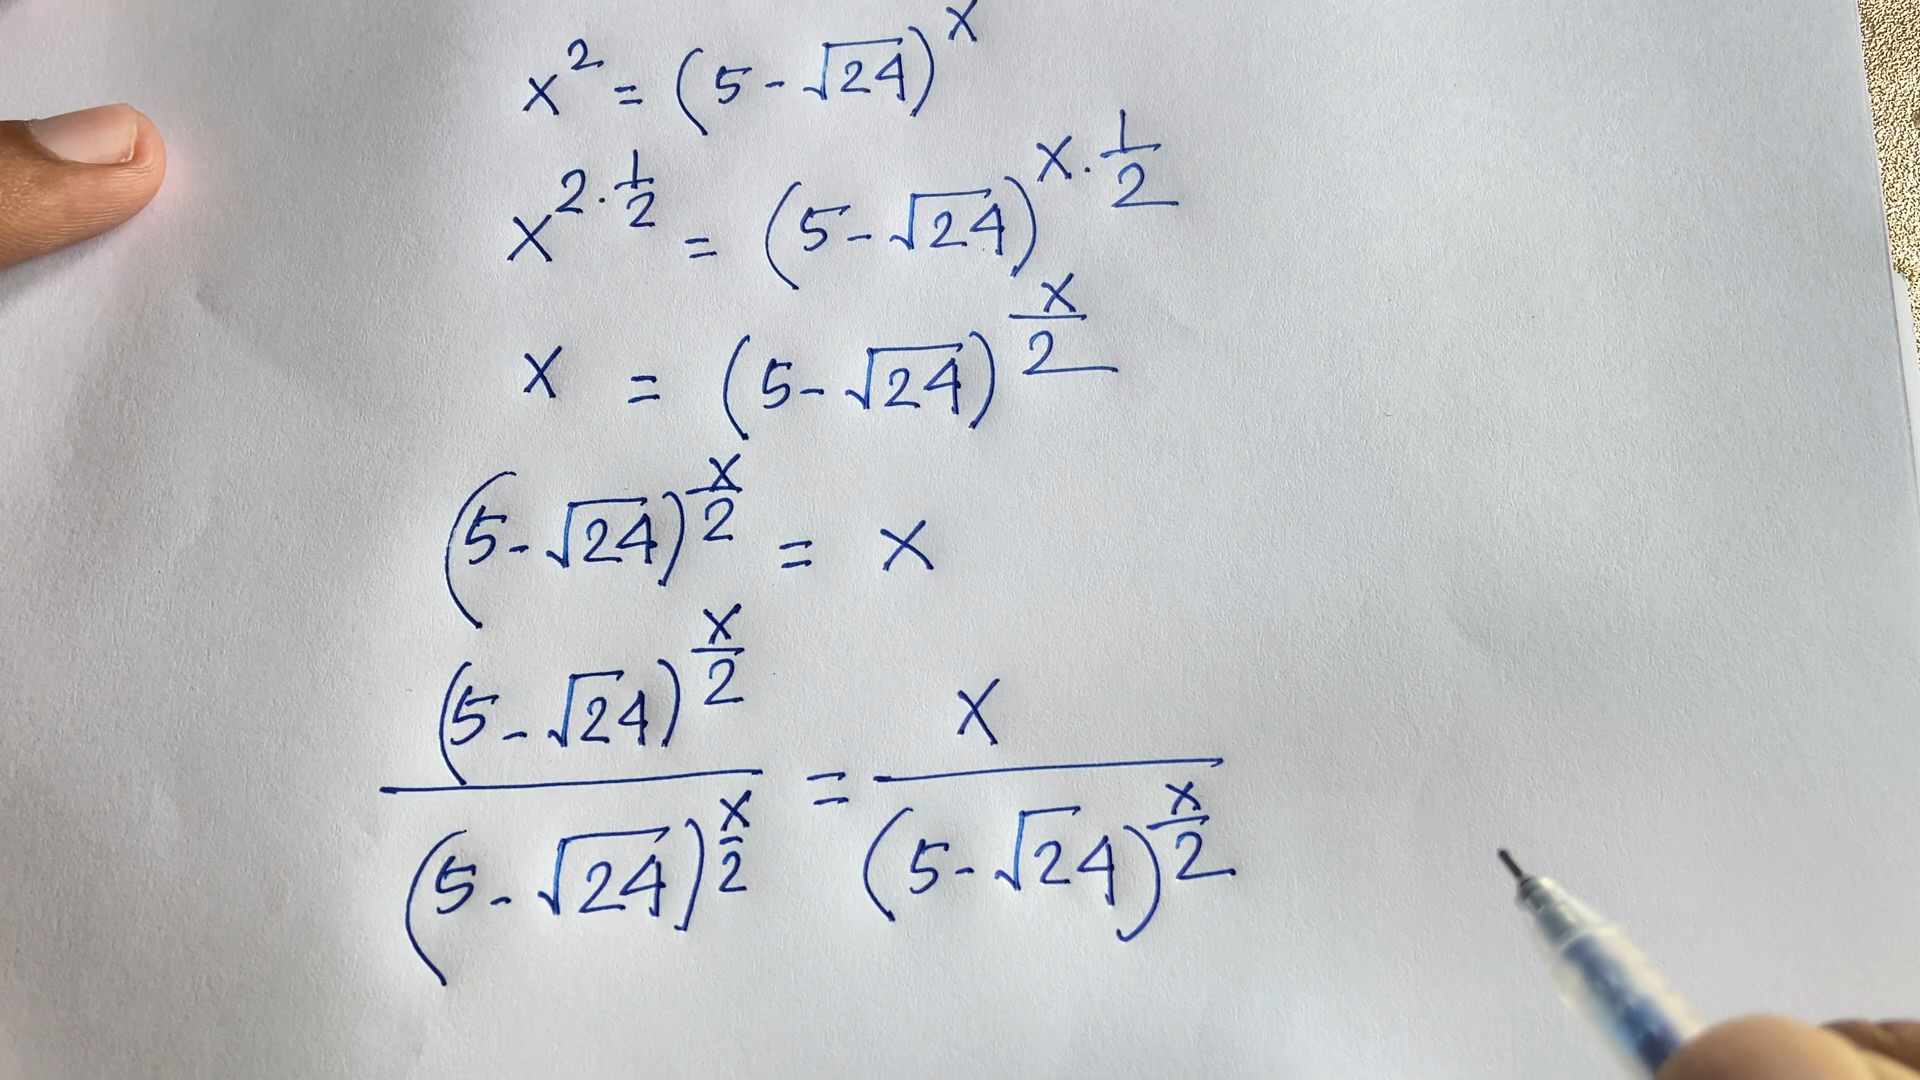 x² = (5-√24)^x
x^(2·1/2) = (5-√24)^(x·1/2)
x = (5-√24)^(x/2)
(5-√24)^(x/2) = x
(5-√24)^(x/2) / (5-√24)^(x/2) = x / (5-√24)^(x/2)